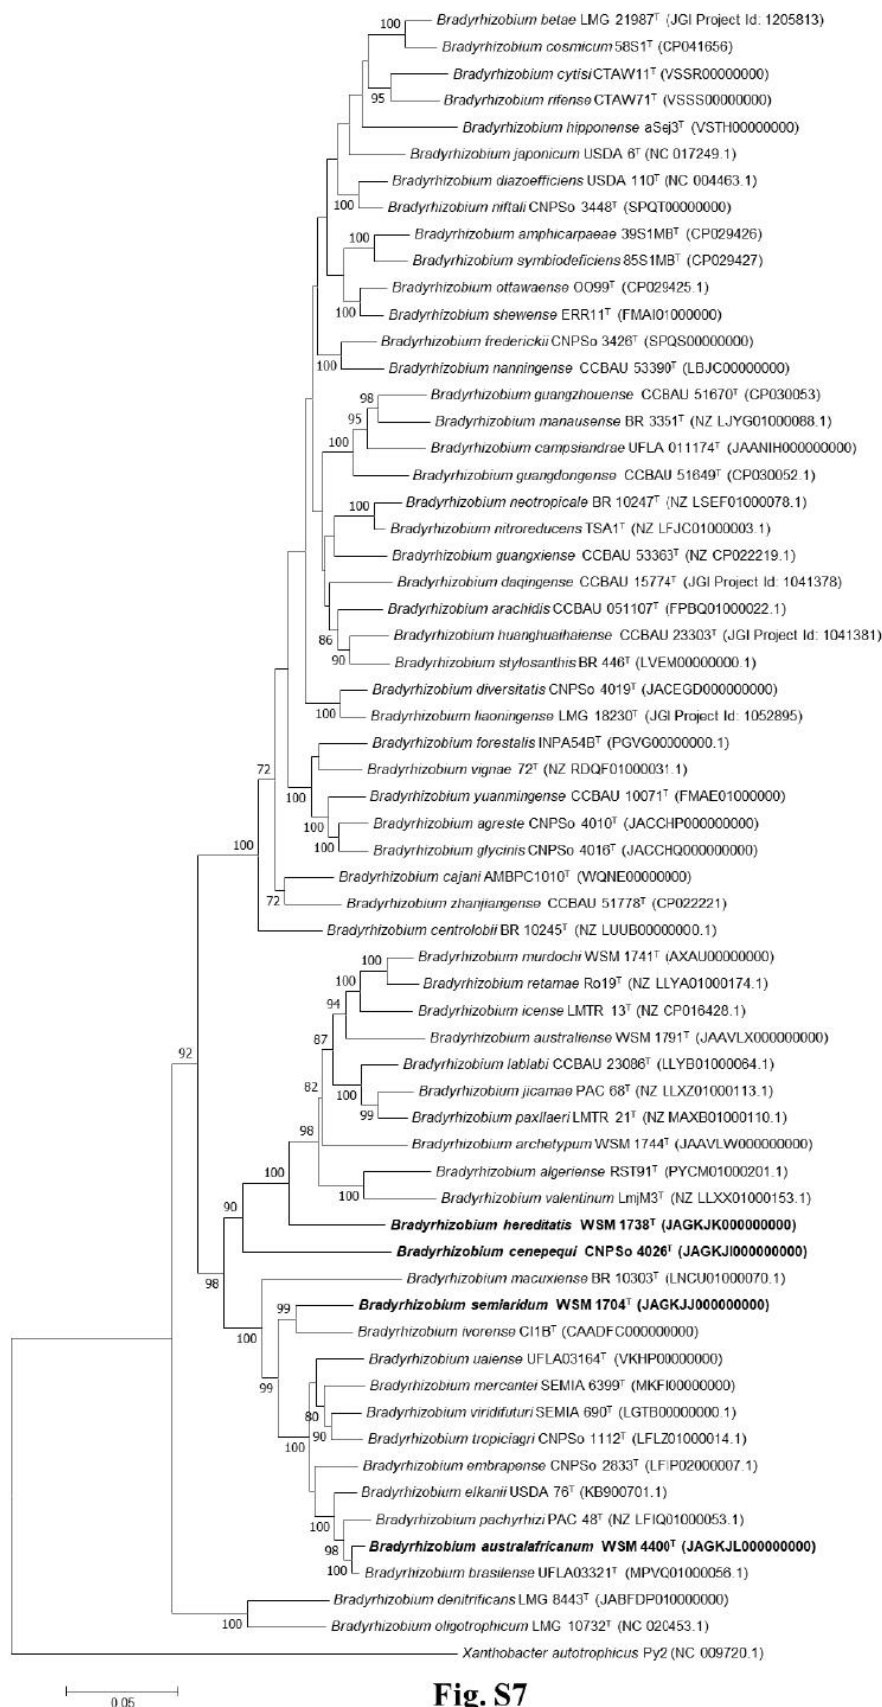 100 Bradyrhizobium betae LMG 21987ᵀ (JGI Project Id: 1205813)
Bradyrhizobium cosmicum 58S1ᵀ (CP041656)
Bradyrhizobium cytisi CTAW11ᵀ (VSSR00000000)
95 Bradyrhizobium rifense CTAW71ᵀ (VSSS00000000)
Bradyrhizobium hipponense aSej3ᵀ (VSTH00000000)
Bradyrhizobium japonicum USDA 6ᵀ (NC 017249.1)
Bradyrhizobium diazoefficiens USDA 110ᵀ (NC 004463.1)
100 Bradyrhizobium niftali CNPSo 3448ᵀ (SPQT00000000)
100 Bradyrhizobium amphicarpaeae 39S1MBᵀ (CP029426)
Bradyrhizobium symbiodeficiens 85S1MBᵀ (CP029427)
Bradyrhizobium ottawaense OO99ᵀ (CP029425.1)
100 Bradyrhizobium shewense ERR11ᵀ (FMAI01000000)
Bradyrhizobium frederickii CNPSo 3426ᵀ (SPQS00000000)
100 Bradyrhizobium nanningense CCBAU 53390ᵀ (LBJC00000000)
98 Bradyrhizobium guangzhouense CCBAU 51670ᵀ (CP030053)
95 Bradyrhizobium manausense BR 3351ᵀ (NZ LJYG01000088.1)
100 Bradyrhizobium campsiandrae UFLA 011174ᵀ (JAANIH000000000)
Bradyrhizobium guangdongense CCBAU 51649ᵀ (CP030052.1)
100 Bradyrhizobium neotropicale BR 10247ᵀ (NZ LSEF01000078.1)
Bradyrhizobium nitroreducens TSA1ᵀ (NZ LFJC01000003.1)
Bradyrhizobium guangxiense CCBAU 53363ᵀ (NZ CP022219.1)
Bradyrhizobium daqingense CCBAU 15774ᵀ (JGI Project Id: 1041378)
Bradyrhizobium arachidis CCBAU 051107ᵀ (FPBQ01000022.1)
86 Bradyrhizobium huanghuaihaiense CCBAU 23303ᵀ (JGI Project Id: 1041381)
90 Bradyrhizobium stylosanthis BR 446ᵀ (LVEM00000000.1)
Bradyrhizobium diversitatis CNPSo 4019ᵀ (JACEGD000000000)
100 Bradyrhizobium liaoningense LMG 18230ᵀ (JGI Project Id: 1052895)
Bradyrhizobium forestalis INPA54Bᵀ (PGVG00000000.1)
72 Bradyrhizobium vignae 72ᵀ (NZ RDQF01000031.1)
100 Bradyrhizobium yuanmingense CCBAU 10071ᵀ (FMAE01000000)
100 Bradyrhizobium agreste CNPSo 4010ᵀ (JACCHP000000000)
100 100 Bradyrhizobium glycinis CNPSo 4016ᵀ (JACCHQ000000000)
Bradyrhizobium cajani AMBPC1010ᵀ (WQNE00000000)
72 Bradyrhizobium zhanjiangense CCBAU 51778ᵀ (CP022221)
Bradyrhizobium centrolobii BR 10245ᵀ (NZ LUUB00000000.1)
100 Bradyrhizobium murdochi WSM 1741ᵀ (AXAU00000000)
100 Bradyrhizobium retamae Ro19ᵀ (NZ LLYA01000174.1)
94 Bradyrhizobium icense LMTR 13ᵀ (NZ CP016428.1)
87 Bradyrhizobium australiense WSM 1791ᵀ (JAAVLX000000000)
92 Bradyrhizobium lablabi CCBAU 23086ᵀ (LLYB01000064.1)
82 100 Bradyrhizobium jicamae PAC 68ᵀ (NZ LLXZ01000113.1)
99 Bradyrhizobium paxllaeri LMTR 21ᵀ (NZ MAXB01000110.1)
98 Bradyrhizobium archetypum WSM 1744ᵀ (JAAVLW000000000)
100 Bradyrhizobium algeriense RST91ᵀ (PYCM01000201.1)
100 Bradyrhizobium valentinum LmjM3ᵀ (NZ LLXX01000153.1)
90 Bradyrhizobium hereditatis WSM 1738ᵀ (JAGKJK000000000)
Bradyrhizobium cenepequi CNPSo 4026ᵀ (JAGKJI000000000)
98 Bradyrhizobium macuxiense BR 10303ᵀ (LNCU01000070.1)
99 Bradyrhizobium semiaridum WSM 1704ᵀ (JAGKJJ000000000)
100 Bradyrhizobium ivorense CI1Bᵀ (CAADFC000000000)
Bradyrhizobium uaiense UFLA03164ᵀ (VKHP00000000)
99 Bradyrhizobium mercantei SEMIA 6399ᵀ (MKFI00000000)
80 Bradyrhizobium viridifuturi SEMIA 690ᵀ (LGTB00000000.1)
100 90 Bradyrhizobium tropiciagri CNPSo 1112ᵀ (LFLZ01000014.1)
Bradyrhizobium embrapense CNPSo 2833ᵀ (LFIP02000007.1)
Bradyrhizobium elkanii USDA 76ᵀ (KB900701.1)
100 Bradyrhizobium pachyrhizi PAC 48ᵀ (NZ LFIQ01000053.1)
98 Bradyrhizobium australafricanum WSM 4400ᵀ (JAGKJL000000000)
100 Bradyrhizobium brasilense UFLA03321ᵀ (MPVQ01000056.1)
Bradyrhizobium denitrificans LMG 8443ᵀ (JABFDP010000000)
100 Bradyrhizobium oligotrophicum LMG 10732ᵀ (NC 020453.1)
Xanthobacter autotrophicus Py2 (NC 009720.1)
0.05
Fig. S7